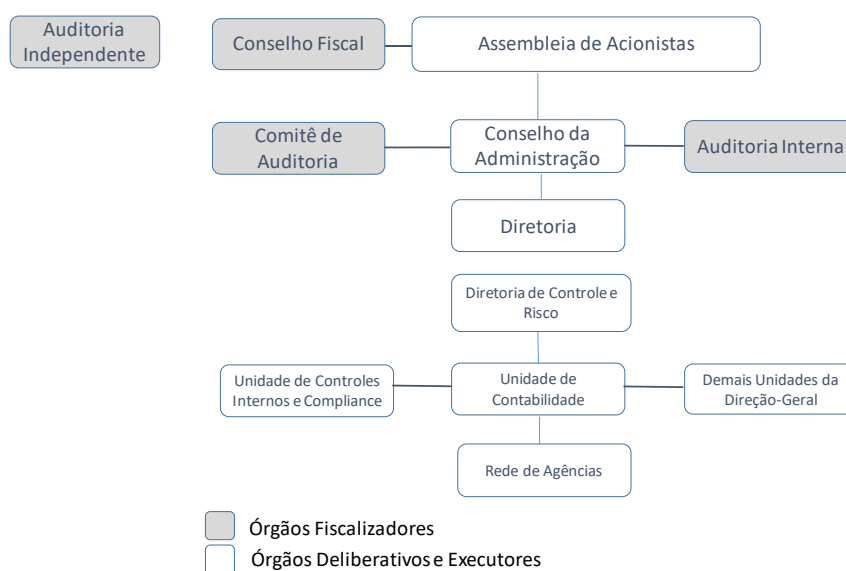 Auditoria
Independente
Conselho Fiscal
Assembleia de Acionistas
Comitê de
Auditoria
Conselho da
Administração
Auditoria Interna
Diretoria
Diretoria de Controle e
Risco
Unidade de Controles
Internos e Compliance
Unidade de
Contabilidade
Demais Unidades da
Direção-Geral
Rede de Agências
Órgãos Fiscalizadores
Órgãos Deliberativos e Executores